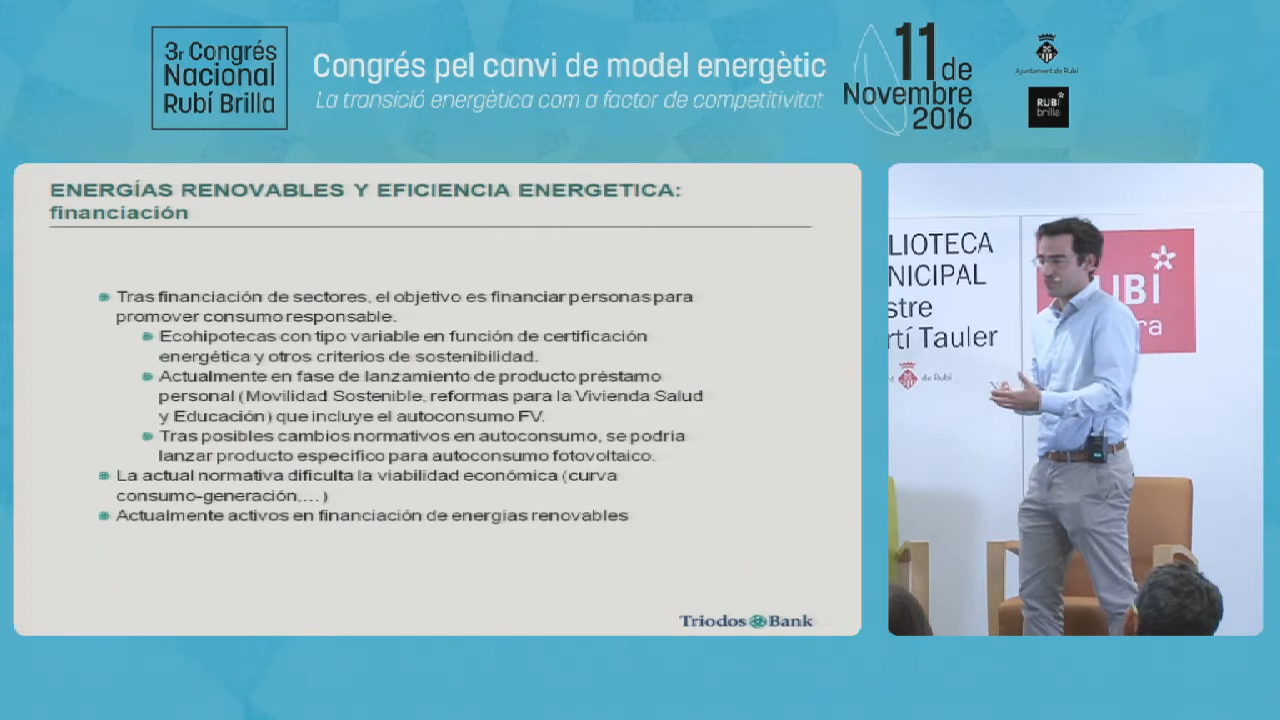 3r Congrés
Nacional
Rubí Brilla
Congrés pel canvi de model energètic
La transició energètica com a factor de competitivitat
11 de
Novembre
2016
Ajuntament de Rubí
RUBÍ
brilla
ENERGÍAS RENOVABLES Y EFICIENCIA ENERGETICA:
financiación
Tras financiación de sectores, el objetivo es financiar personas para
promover consumo responsable.
Ecohipotecas con tipo variable en función de certificación
energética y otros criterios de sostenibilidad.
Actualmente en fase de lanzamiento de producto préstamo
personal (Movilidad Sostenible, reformas para la Vivienda Salud
y Educación) que incluye el autoconsumo FV.
Tras posibles cambios normativos en autoconsumo, se podría
lanzar producto específico para autoconsumo fotovoltaico.
La actual normativa dificulta la viabilidad económica (curva
consumo-generación,…)
Actualmente activos en financiación de energías renovables
Triodos Bank
LIOTECA
NICIPAL
stre
rtí Tauler
t de Rubí
UBÍ
ra